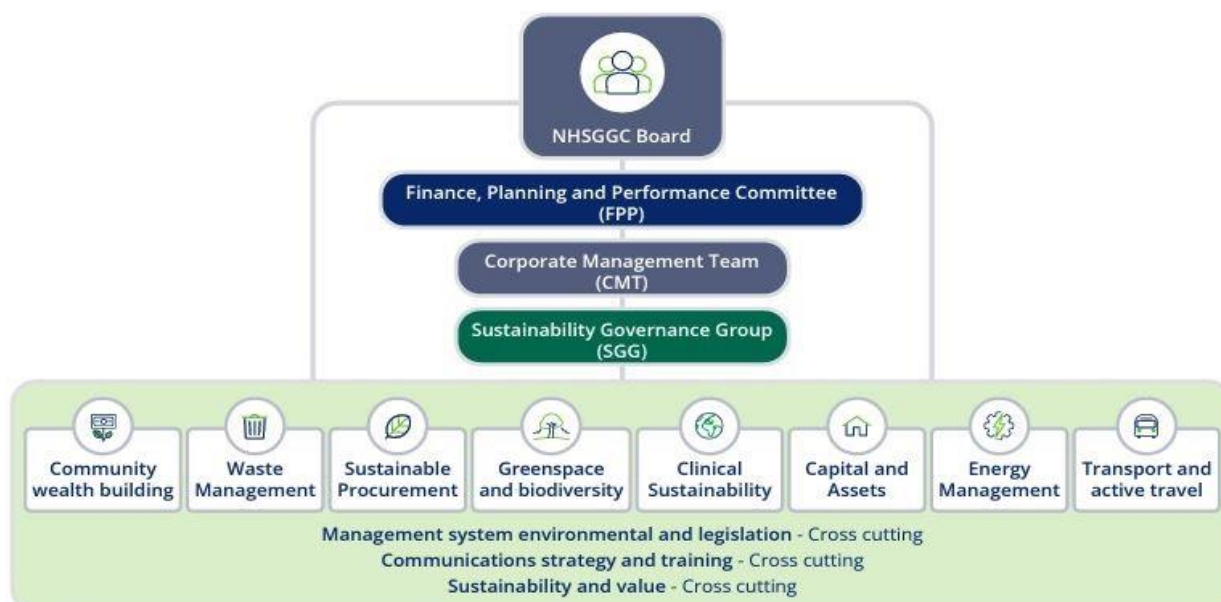 NHSGGC Board
Finance, Planning and Performance Committee
(FPP)
Corporate Management Team
(CMT)
Sustainability Governance Group
(SGG)
Community
wealth building
Waste
Management
Sustainable
Procurement
Greenspace
and biodiversity
Clinical
Sustainability
Capital and
Assets
Energy
Management
Transport and
active travel
Management system environmental and legislation - Cross cutting
Communications strategy and training - Cross cutting
Sustainability and value - Cross cutting